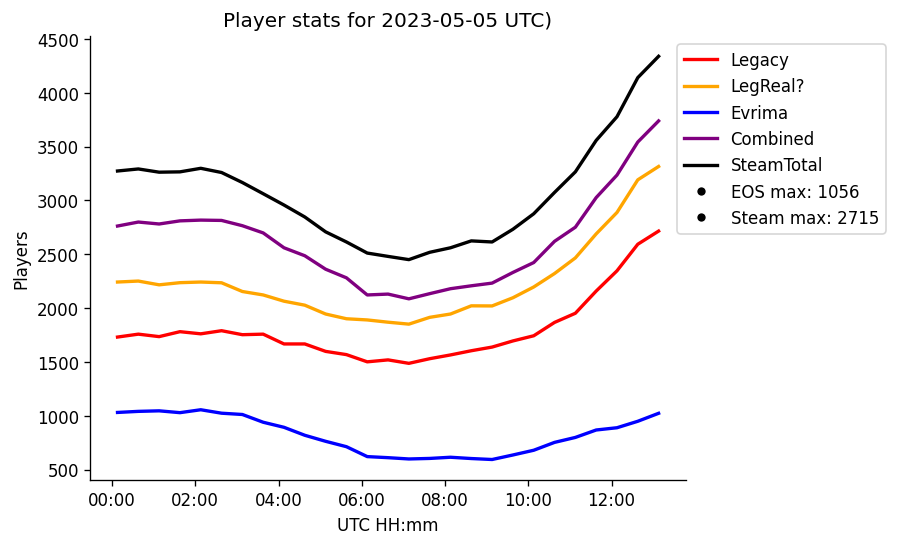 Player stats for 2023-05-05 UTC)
4500
4000
3500
3000
2500
2000
1500
1000
500
Players
00:00 02:00 04:00 06:00 08:00 10:00 12:00
UTC HH:mm
Legacy
LegReal?
Evrima
Combined
SteamTotal
EOS max: 1056
Steam max: 2715